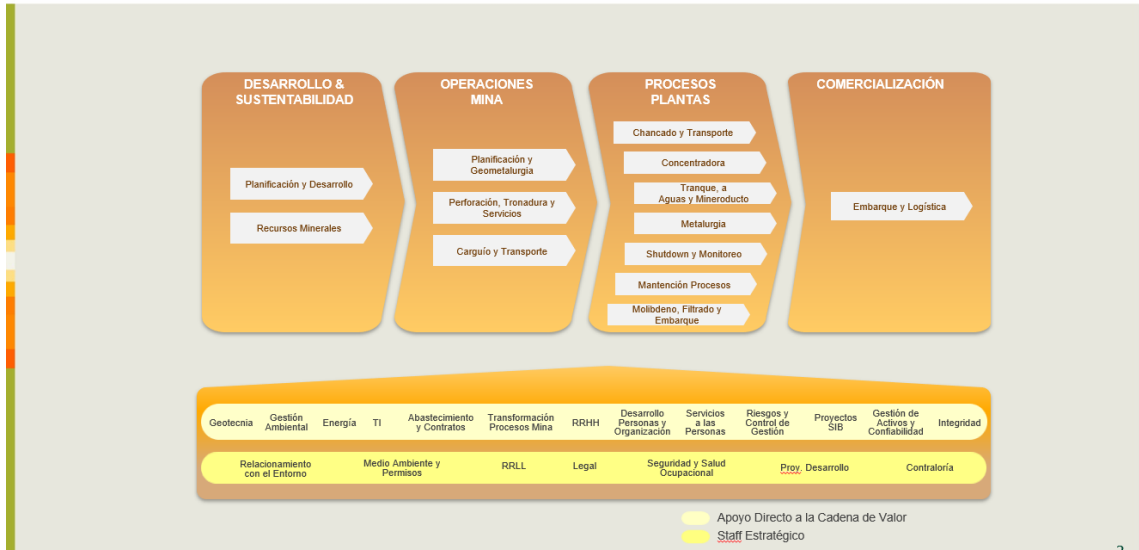 DESARROLLO &
SUSTENTABILIDAD
Planificación y Desarrollo
Recursos Minerales
OPERACIONES
MINA
Planificación y
Geometalurgia
Perforación, Tronadura y
Servicios
Carguío y Transporte
PROCESOS
PLANTAS
Chancado y Transporte
Concentradora
Tranque, a
Aguas y Mineroducto
Metalurgia
Shutdown y Monitoreo
Mantención Procesos
Molibdeno, Filtrado y
Embarque
COMERCIALIZACIÓN
Embarque y Logística
Geotecnia
Gestión
Ambiental
Energía
TI
Abastecimiento
y Contratos
Transformación
Procesos Mina
RRHH
Desarrollo
Personas y
Organización
Servicios
a las
Personas
Riesgos y
Control de
Gestión
Proyectos
SIB
Gestión de
Activos y
Confiabilidad
Integridad
Relacionamiento
con el Entorno
Medio Ambiente y
Permisos
RRLL
Legal
Seguridad y Salud
Ocupacional
Proy. Desarrollo
Contraloría
Apoyo Directo a la Cadena de Valor
Staff Estratégico